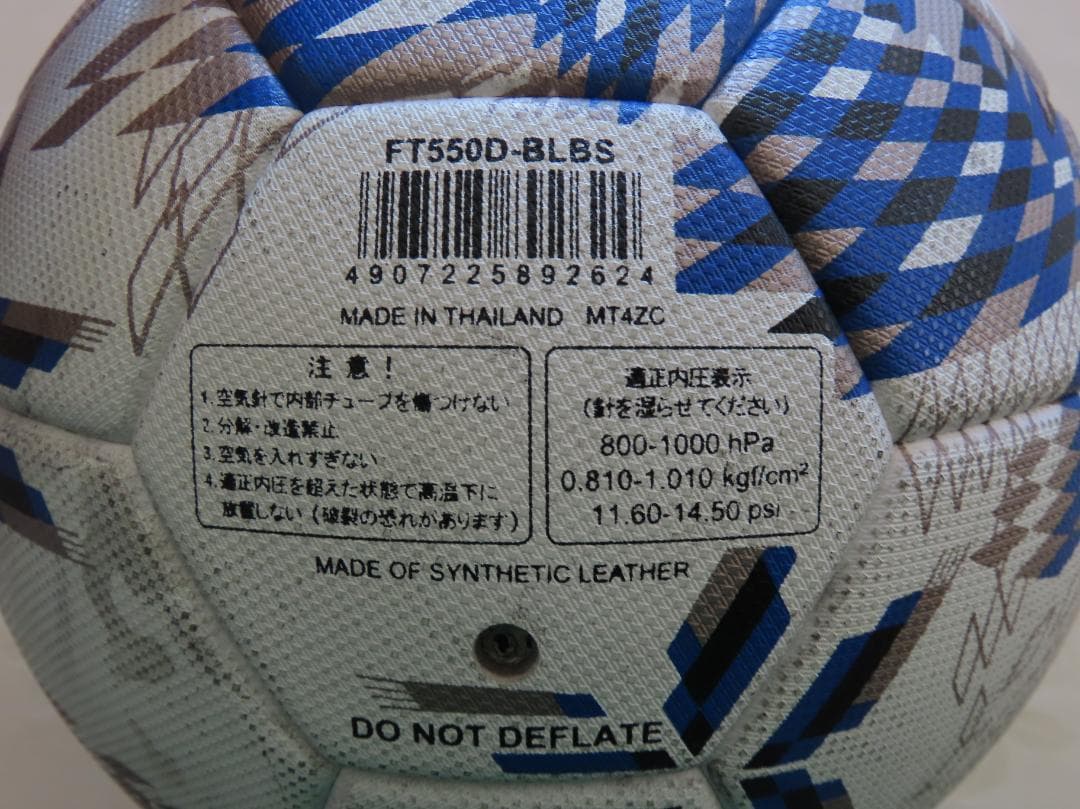 FT550D-BLBS
4907225892624
MADE IN THAILAND MT4ZC
注意!
1. 空気針で内部チューブを傷つけない
2. 分解・改造禁止
3. 空気を入れすぎない
4. 適正内圧を超えた状態で高温下に
放置しない (破裂の恐れがあります)
適正内圧表示
(針を湿らせてください)
800-1000 hPa
0.810-1.010 kgf/cm²
11.60-14.50 psi
MADE OF SYNTHETIC LEATHER
DO NOT DEFLATE